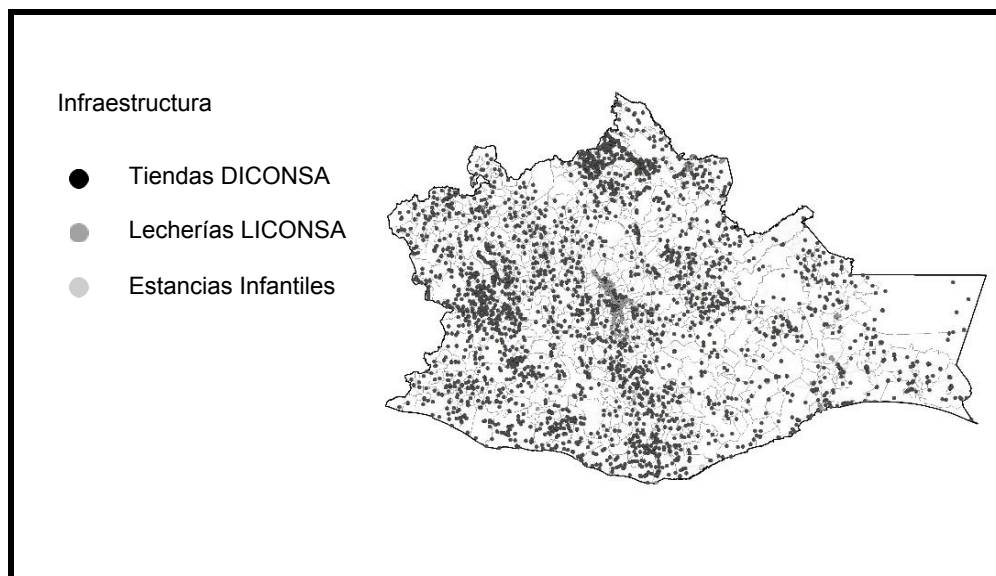 Infraestructura
Tiendas DICONSA
Lecherías LICONSA
Estancias Infantiles